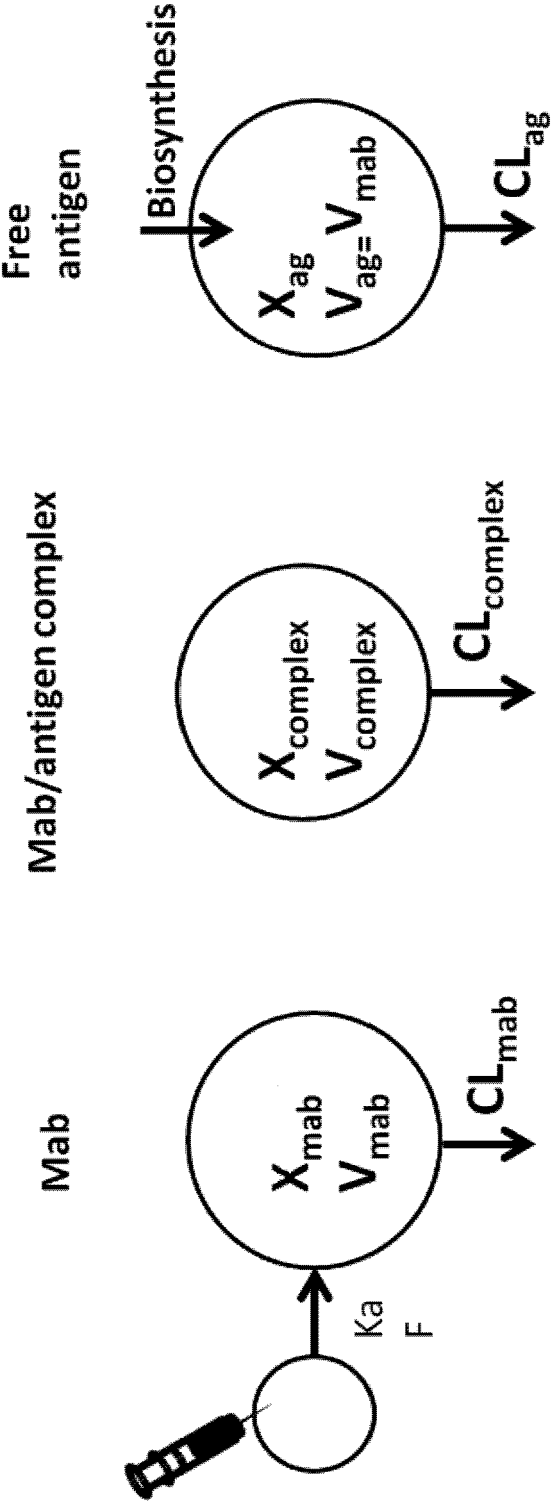 Mab
Ka
F
Xmab
Vmab
CLmab
Mab/antigen complex
Xcomplex
Vcomplex
CLcomplex
Free
antigen
Biosynthesis
Xag
Vag= Vmab
CLag